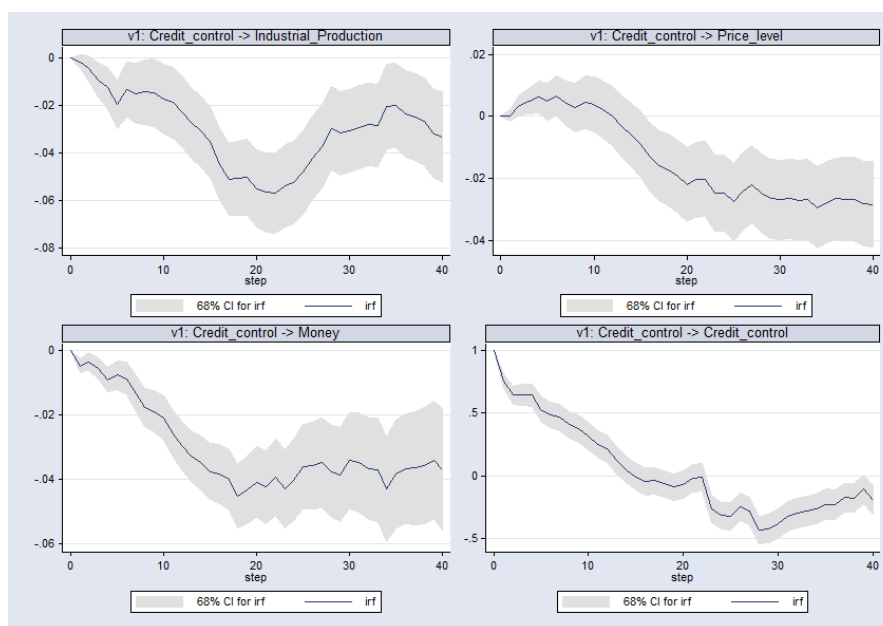 v1: Credit_control -> Industrial_Production
0
-.02
-.04
-.06
-.08
0
10
20
30
40
step
68% CI for irf
irf
v1: Credit_control -> Price_level
.02
0
-.02
-.04
0
10
20
30
40
step
68% CI for irf
irf
v1: Credit_control -> Money
0
-.02
-.04
-.06
0
10
20
30
40
step
68% CI for irf
irf
v1: Credit_control -> Credit_control
1
.5
0
-.5
0
10
20
30
40
step
68% CI for irf
irf